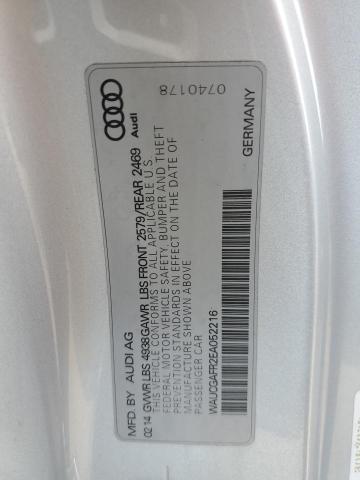 MFD. BY AUDI AG
02 14 GVWR LBS 4938 GAWR LBS FRONT 2579/REAR 2469
THIS VEHICLE CONFORMS TO ALL APPLICABLE U.S.
FEDERAL MOTOR VEHICLE SAFETY, BUMPER AND THEFT
PREVENTION STANDARDS IN EFFECT ON THE DATE OF
MANUFACTURE SHOWN ABOVE
PASSENGER CAR
WAUCGAFR2EA052216
GERMANY
Audi
0740178